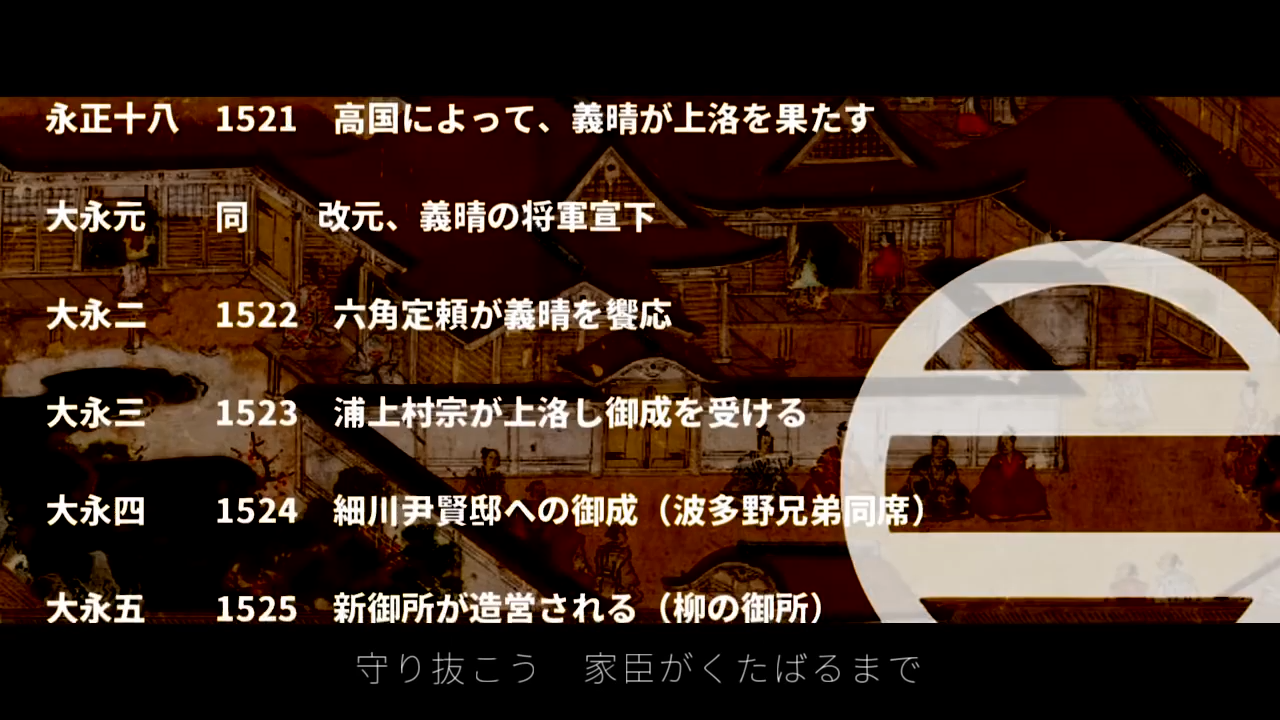 永正十八 1521 高国によって、義晴が上洛を果たす
大永元 同 改元、義晴の将軍宣下
大永二 1522 六角定頼が義晴を饗応
大永三 1523 浦上村宗が上洛し御成を受ける
大永四 1524 細川尹賢邸への御成（波多野兄弟同席）
大永五 1525 新御所が造営される（柳の御所）
守り抜こう　家臣がくたばるまで